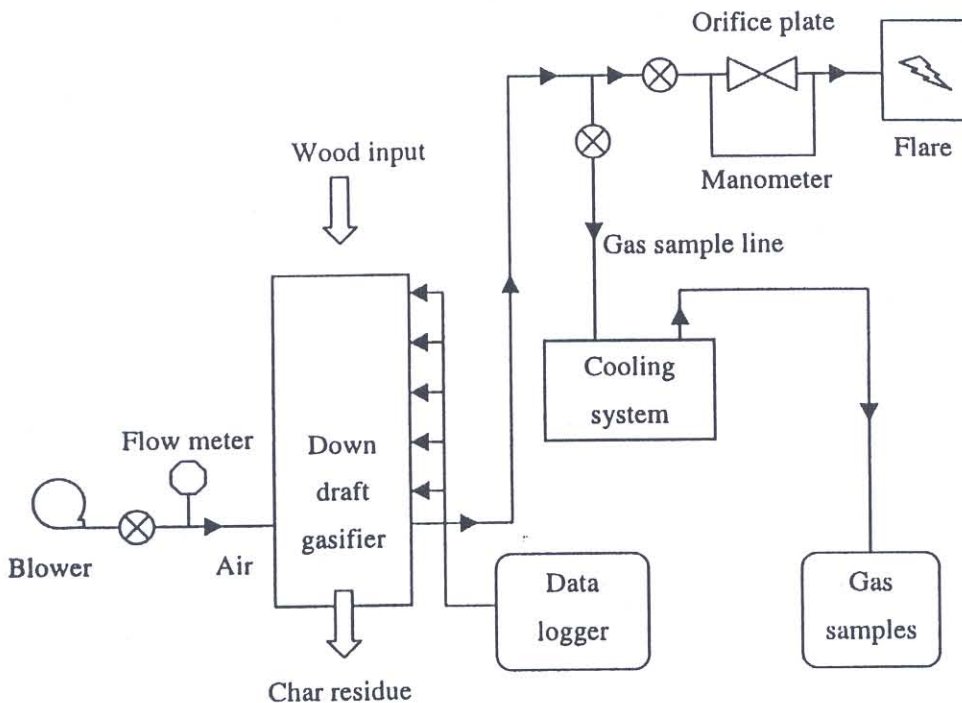 Orifice plate
Flare
Wood input
Manometer
Gas sample line
Cooling
system
Flow meter
Down
draft
gasifier
Blower
Air
Data
logger
Gas
samples
Char residue